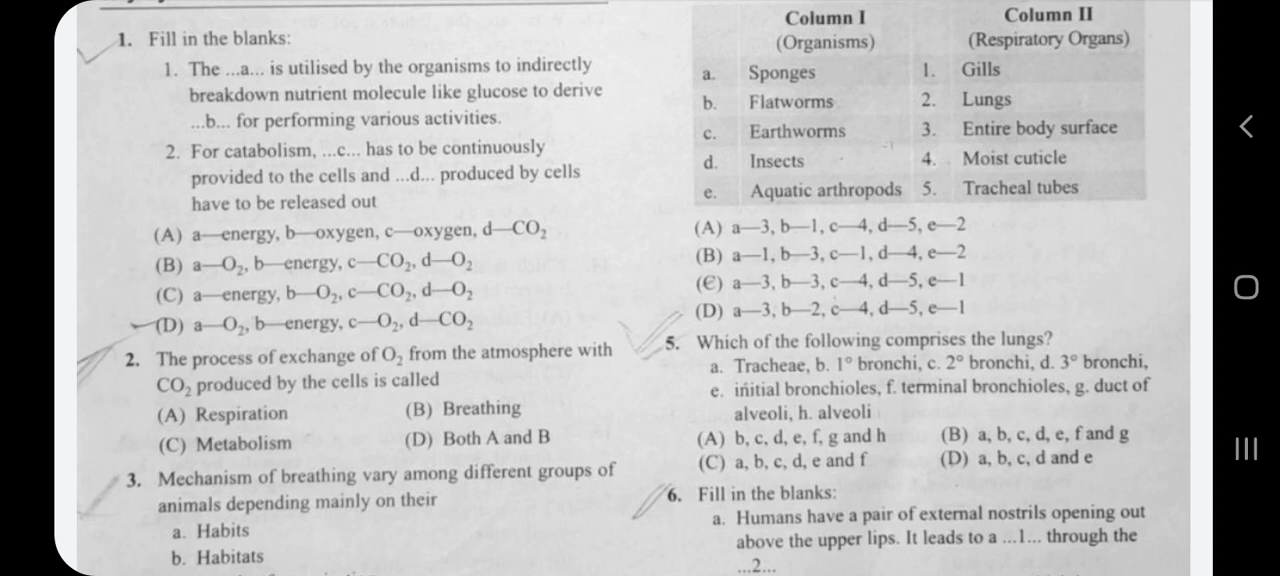 1. Fill in the blanks:
1. The ...a... is utilised by the organisms to indirectly
breakdown nutrient molecule like glucose to derive
...b... for performing various activities.
2. For catabolism, ...c... has to be continuously
provided to the cells and ...d... produced by cells
have to be released out
(A) a—energy, b—oxygen, c—oxygen, d—CO₂
(B) a—O₂, b—energy, c—CO₂, d—O₂
(C) a—energy, b—O₂, c—CO₂, d—O₂
(D) a—O₂, b—energy, c—O₂, d—CO₂
2. The process of exchange of O₂ from the atmosphere with
CO₂ produced by the cells is called
(A) Respiration (B) Breathing
(C) Metabolism (D) Both A and B
3. Mechanism of breathing vary among different groups of
animals depending mainly on their
a. Habits
b. Habitats
Column I Column II
(Organisms) (Respiratory Organs)
a. Sponges 1. Gills
b. Flatworms 2. Lungs
c. Earthworms 3. Entire body surface
d. Insects 4. Moist cuticle
e. Aquatic arthropods 5. Tracheal tubes
(A) a—3, b—1, c—4, d—5, e—2
(B) a—1, b—3, c—1, d—4, e—2
(C) a—3, b—3, c—4, d—5, e—1
(D) a—3, b—2, c—4, d—5, e—1
5. Which of the following comprises the lungs?
a. Tracheae, b. 1° bronchi, c. 2° bronchi, d. 3° bronchi,
e. initial bronchioles, f. terminal bronchioles, g. duct of
alveoli, h. alveoli
(A) b, c, d, e, f, g and h (B) a, b, c, d, e, f and g
(C) a, b, c, d, e and f (D) a, b, c, d and e
6. Fill in the blanks:
a. Humans have a pair of external nostrils opening out
above the upper lips. It leads to a ...1... through the
...2...